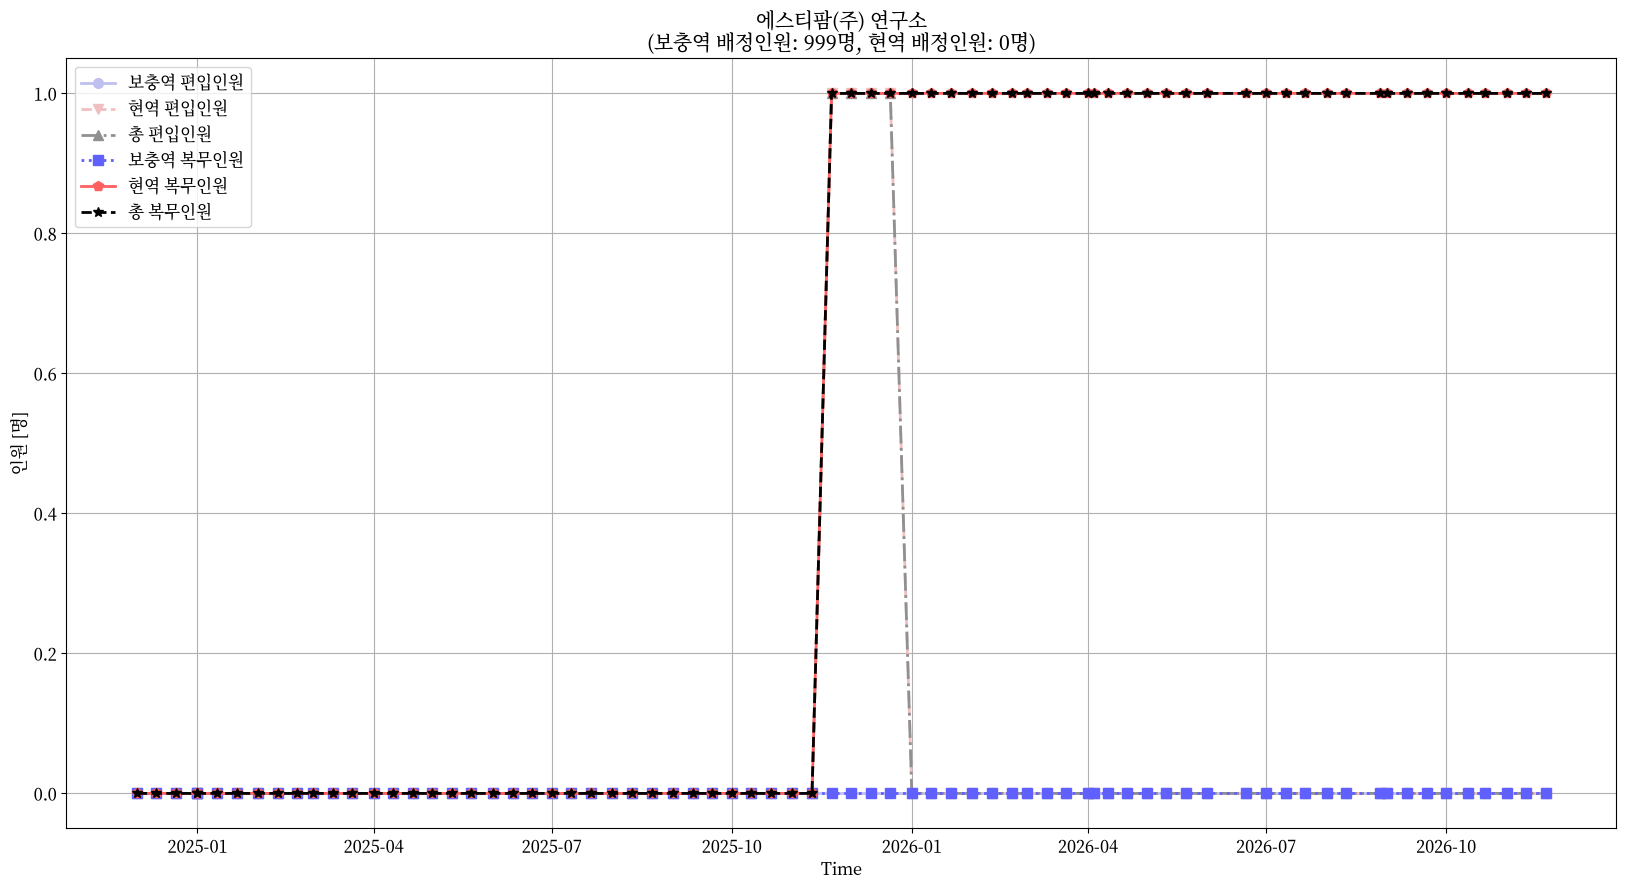 에스티팜(주) 연구소
(보충역 배정인원: 999명, 현역 배정인원: 0명)
보충역 편입인원
현역 편입인원
총 편입인원
보충역 복무인원
현역 복무인원
총 복무인원
인원 [명]
1.0
0.8
0.6
0.4
0.2
0.0
2025-01
2025-04
2025-07
2025-10
2026-01
2026-04
2026-07
2026-10
Time